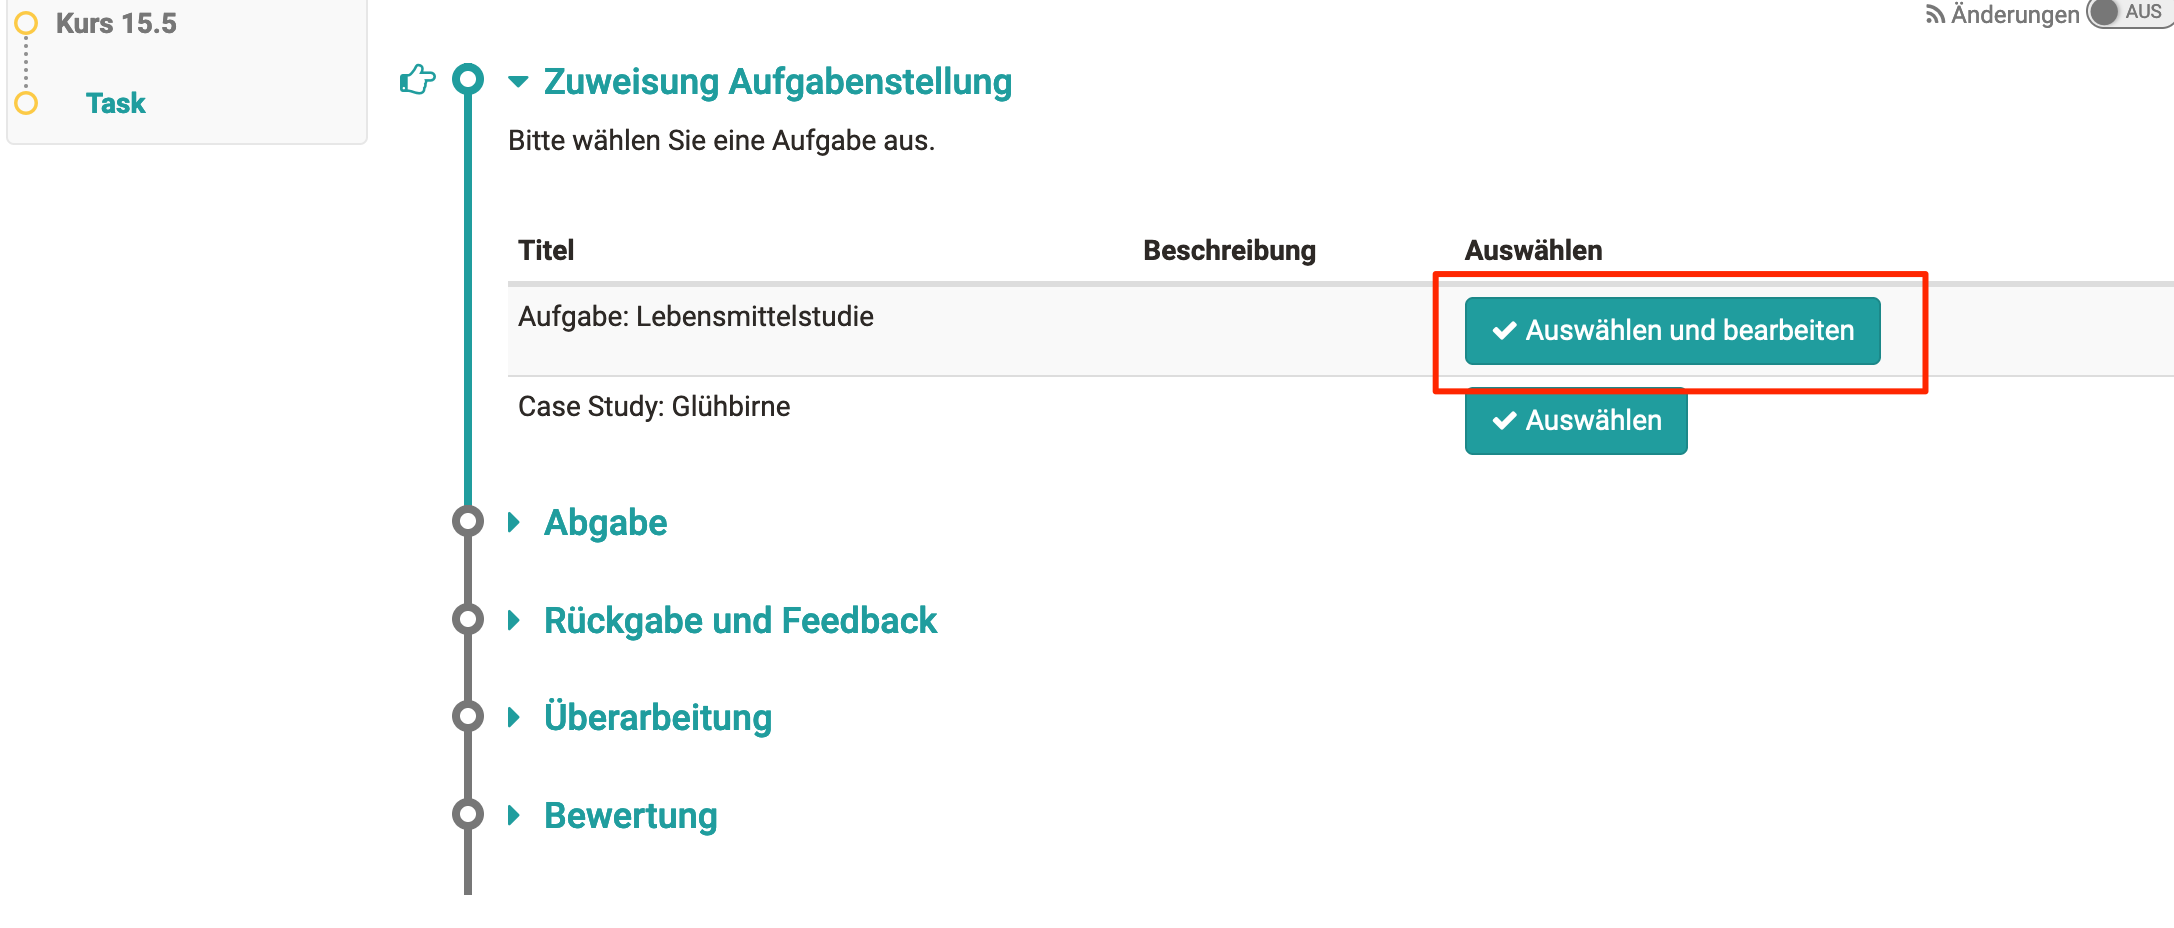 Kurs 15.5
Task
Änderungen AUS
Zuweisung Aufgabenstellung
Bitte wählen Sie eine Aufgabe aus.
Titel Beschreibung Auswählen
Aufgabe: Lebensmittelstudie Auswählen und bearbeiten
Case Study: Glühbirne Auswählen
Abgabe
Rückgabe und Feedback
Überarbeitung
Bewertung